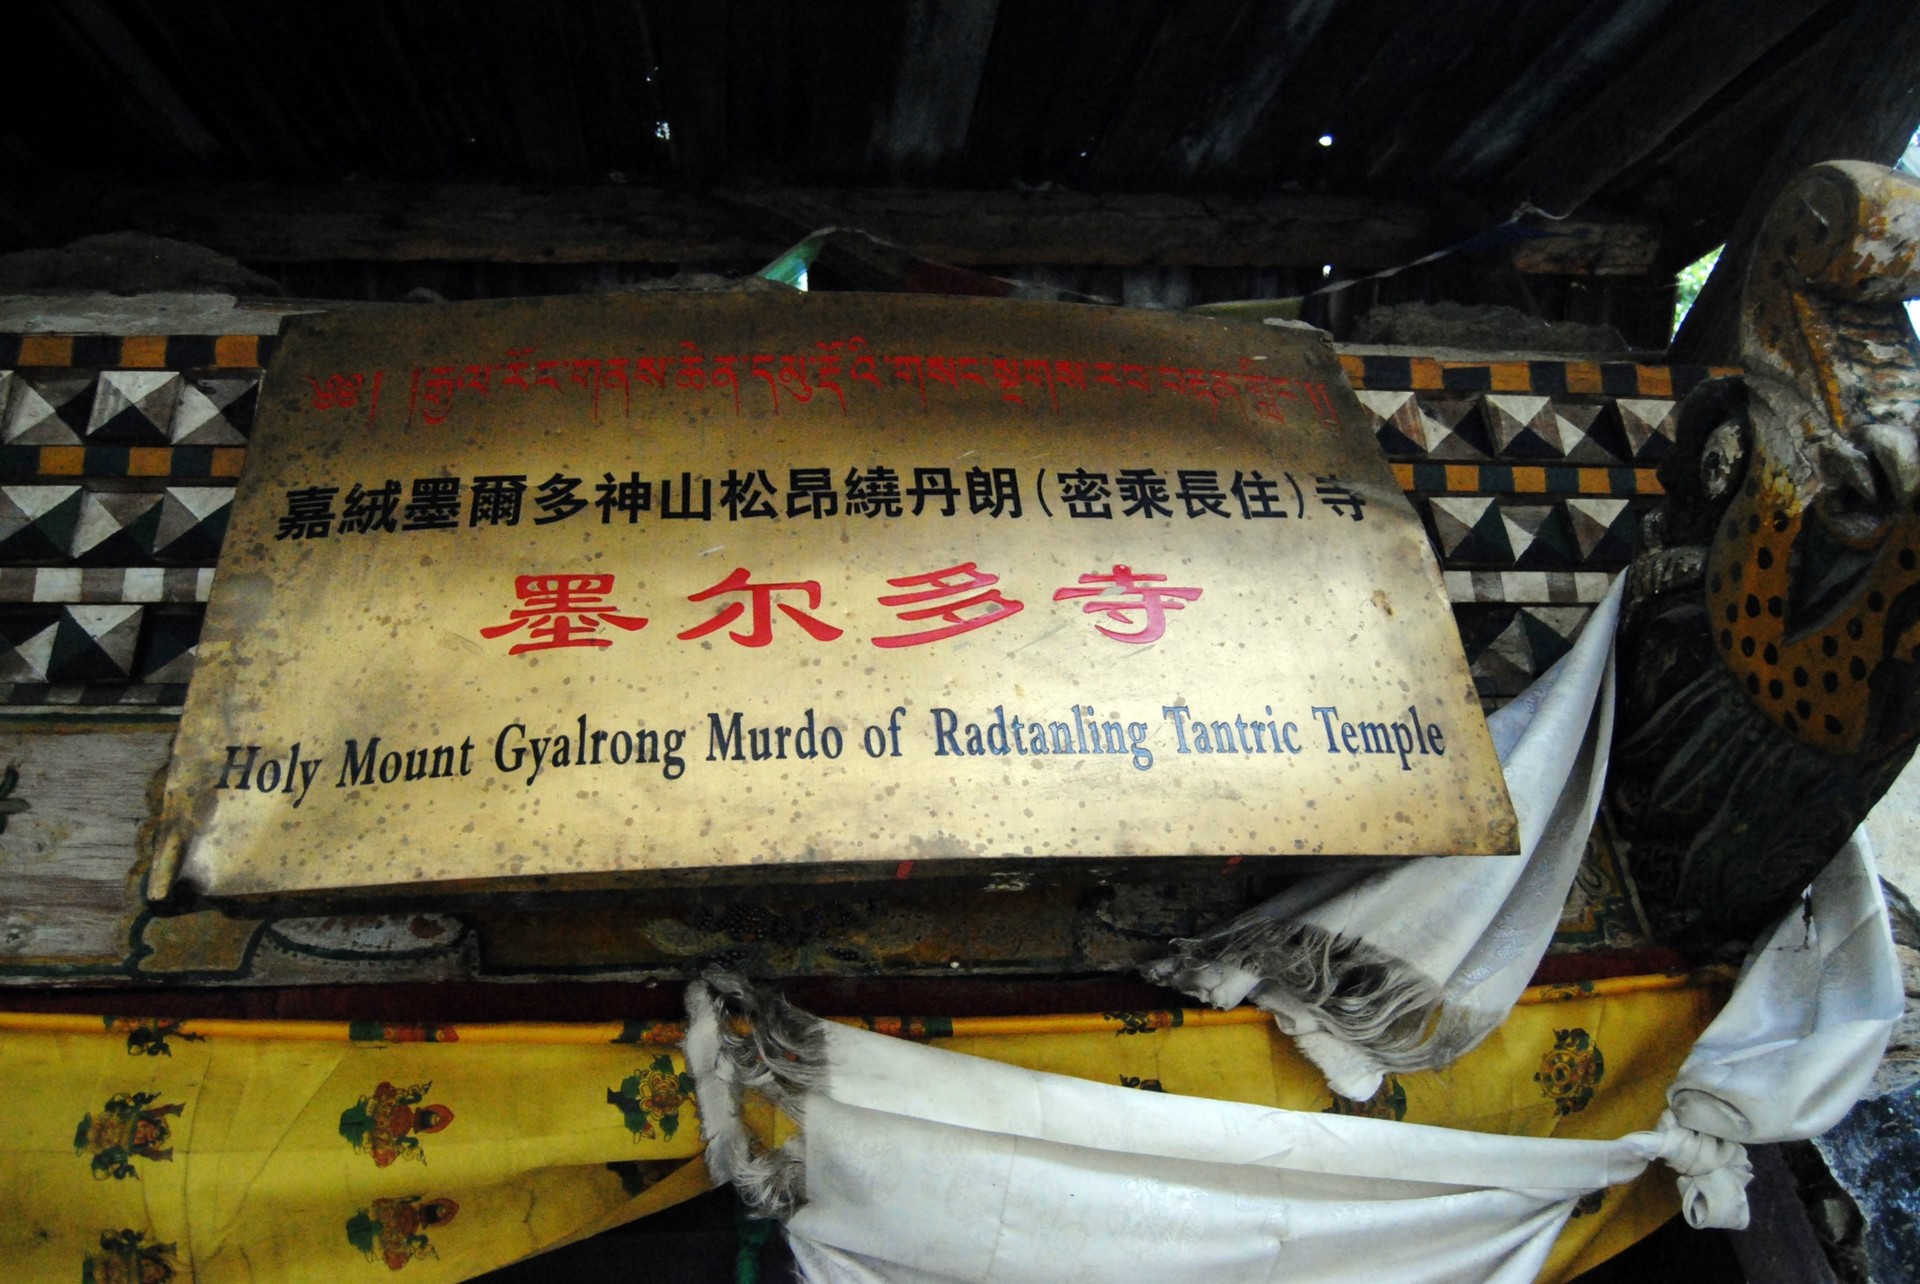 嘉絨墨爾多神山松昂繞丹朗（密乘長住）寺
墨尔多寺
Holy Mount Gyalrong Murdo of Radtanling Tantric Temple